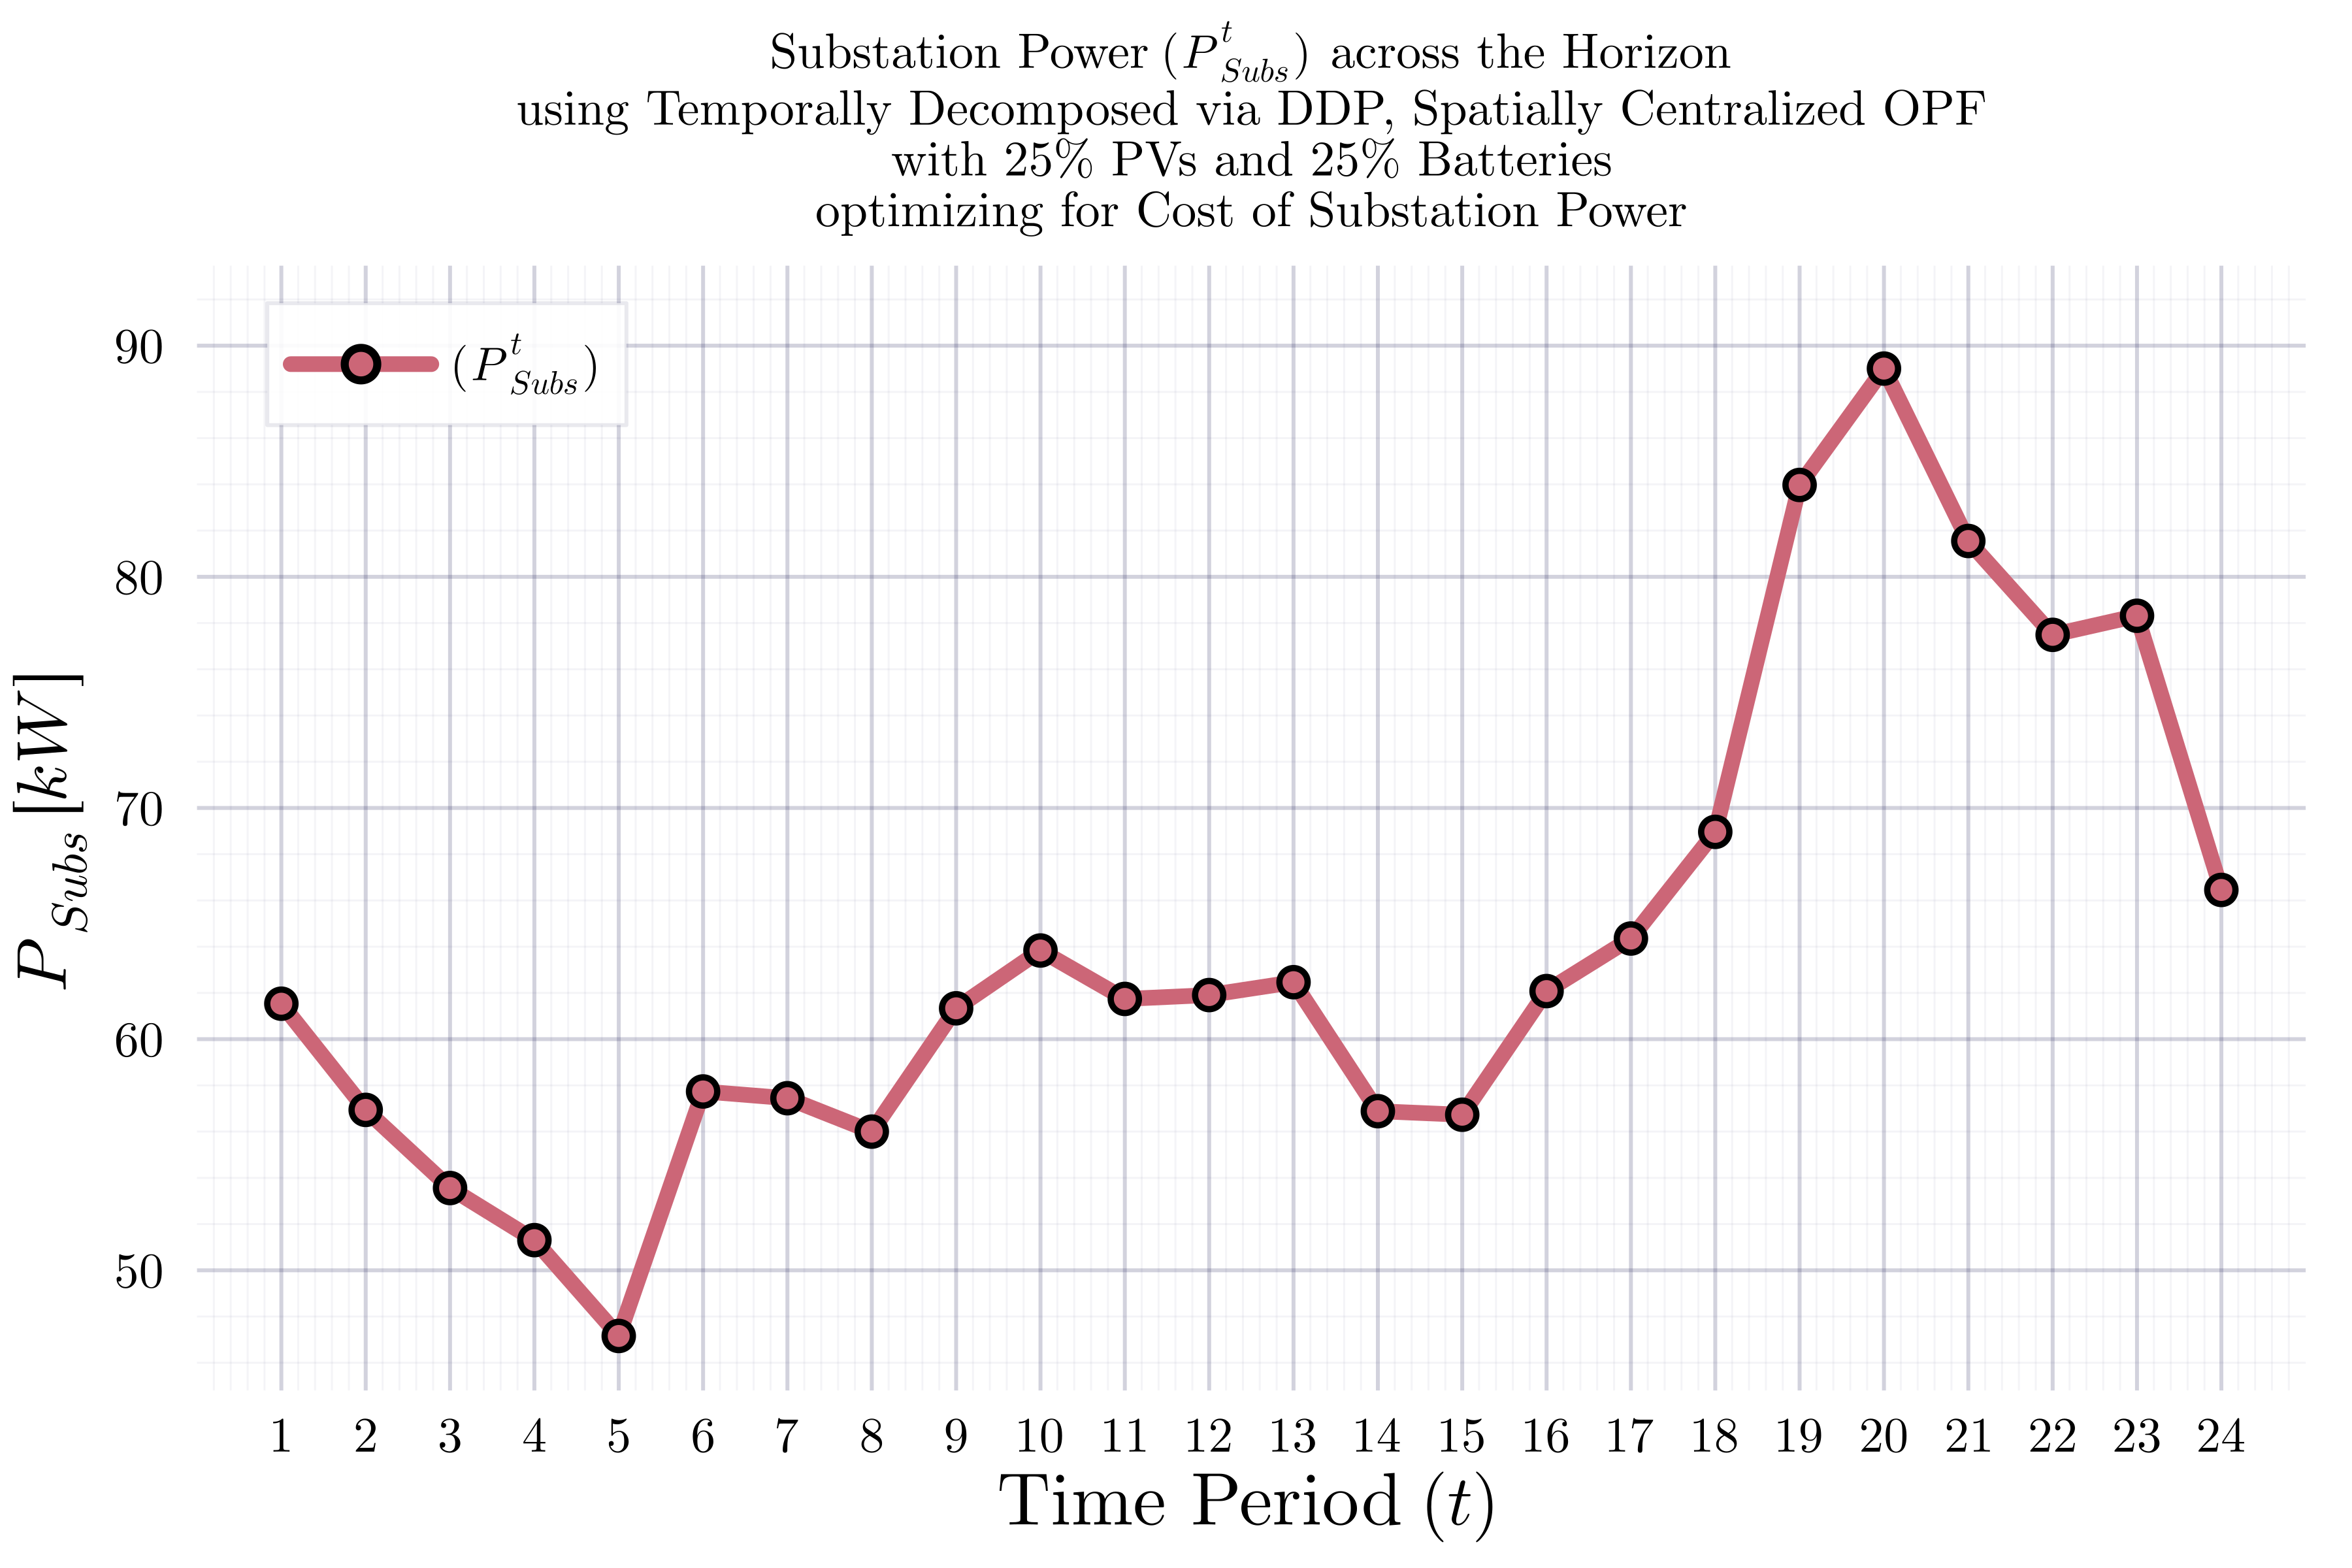 Substation Power (P^t_Subs) across the Horizon
using Temporally Decomposed via DDP, Spatially Centralized OPF
with 25% PVs and 25% Batteries
optimizing for Cost of Substation Power
(P^t_Subs)
90
80
70
60
50
P_Subs [kW]
1 2 3 4 5 6 7 8 9 10 11 12 13 14 15 16 17 18 19 20 21 22 23 24
Time Period (t)